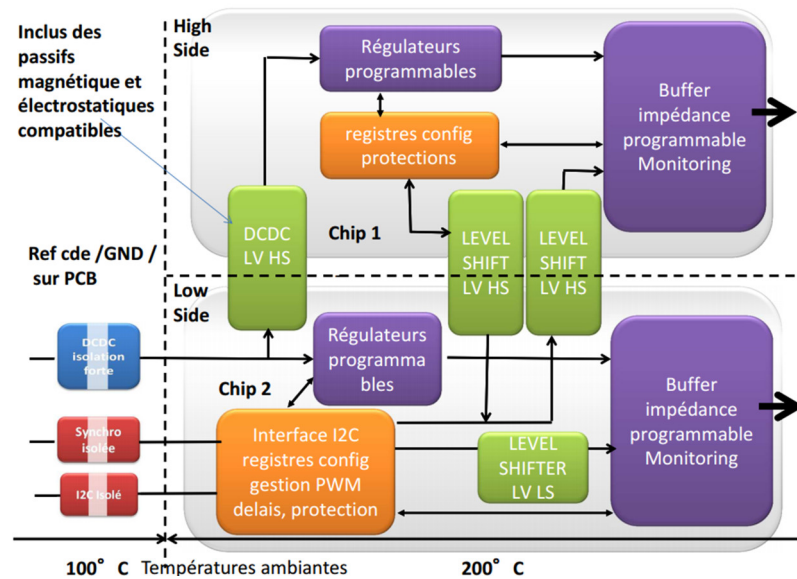 Inclus des
passifs
magnétique et
électrostatiques
compatibles
High
Side
Régulateurs
programmables
registres config
protections
Buffer
impédance
programmable
Monitoring
DCDC
LV HS
Chip 1
LEVEL
SHIFT
LV HS
LEVEL
SHIFT
LV HS
Ref cde /GND /
sur PCB
Low
Side
DCDC
isolation
forte
Régulateurs
programma
bles
Chip 2
Synchro
isolée
I2C Isolé
Interface I2C
registres config
gestion PWM
delais, protection
LEVEL
SHIFTER
LV LS
Buffer
impédance
programmable
Monitoring
100° C Températures ambiantes 200° C